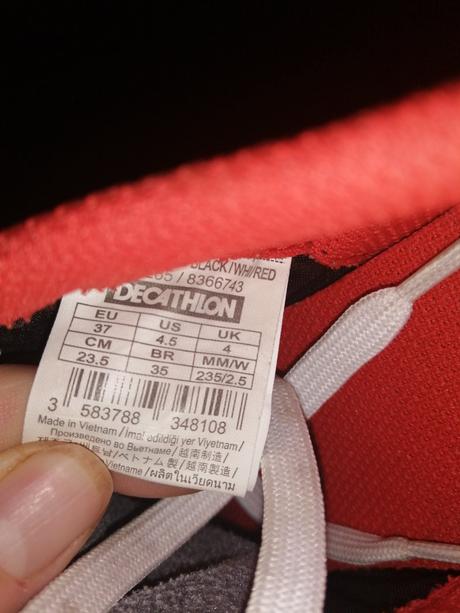 BLACK/WHI/RED
/ 8366743
DECATHLON
EU US UK
37 4.5 4
CM BR MM/W
23.5 35 235/2.5
3 583788 348108
Made in Vietnam / İmal edildiği yer Viyetnam /
Произведено во Вьетнаме / 越南制造 /
ベトナム製 / 越南製造 /
Vietname / ผลิตในเวียดนาม